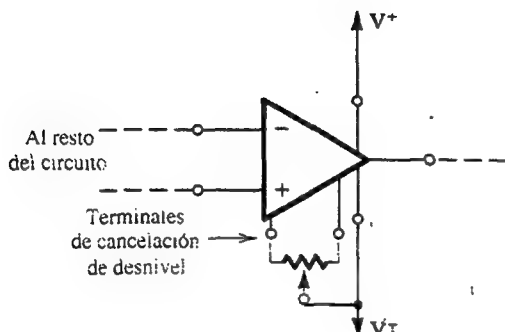 V⁺
Al resto
del circuito
−
+
Terminales
de cancelación
de desnivel
V⁻